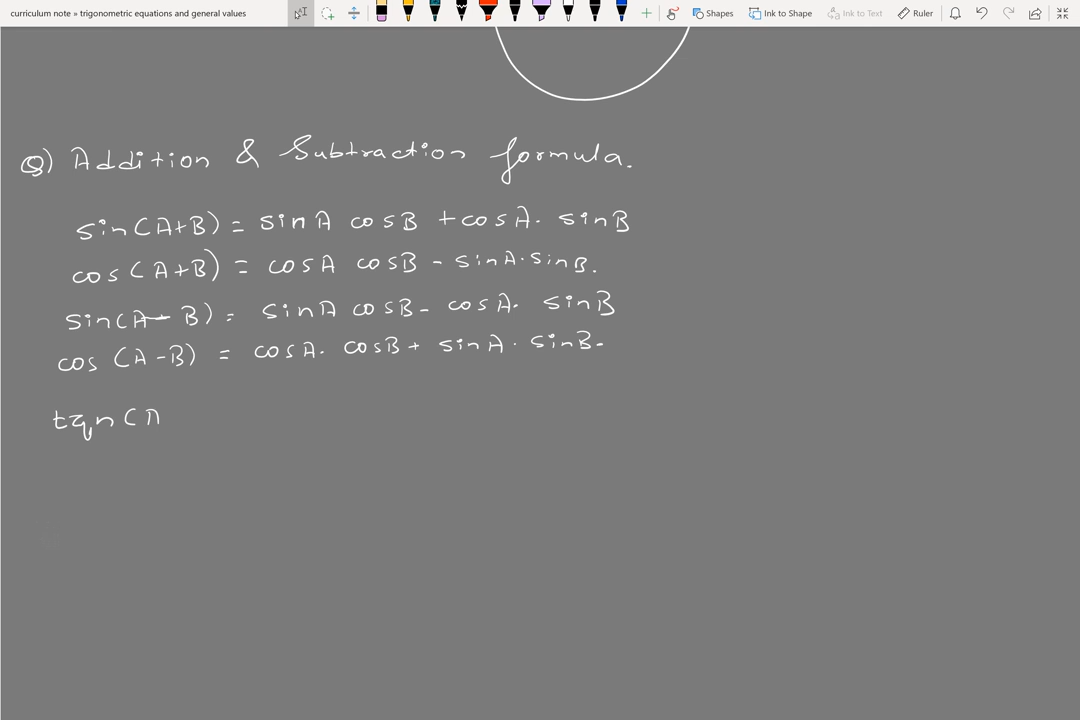 curriculum note » trigonometric equations and general values
Shapes Ink to Shape Ink to Text Ruler
Q) Addition & Subtraction formula.
sin(A+B) = sinA cosB + cosA. sinB
cos(A+B) = cosA cosB - sinA.sinB.
sin(A-B) = sinA cosB - cosA. sinB
cos(A-B) = cosA. cosB + sinA. sinB.
tan(A